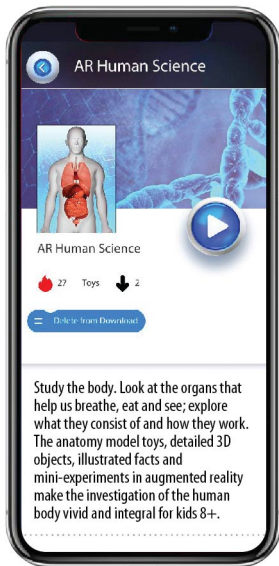 AR Human Science
AR Human Science
27 Toys 2
Delete from Download
Study the body. Look at the organs that
help us breathe, eat and see; explore
what they consist of and how they work.
The anatomy model toys, detailed 3D
objects, illustrated facts and
mini-experiments in augmented reality
make the investigation of the human
body vivid and integral for kids 8+.